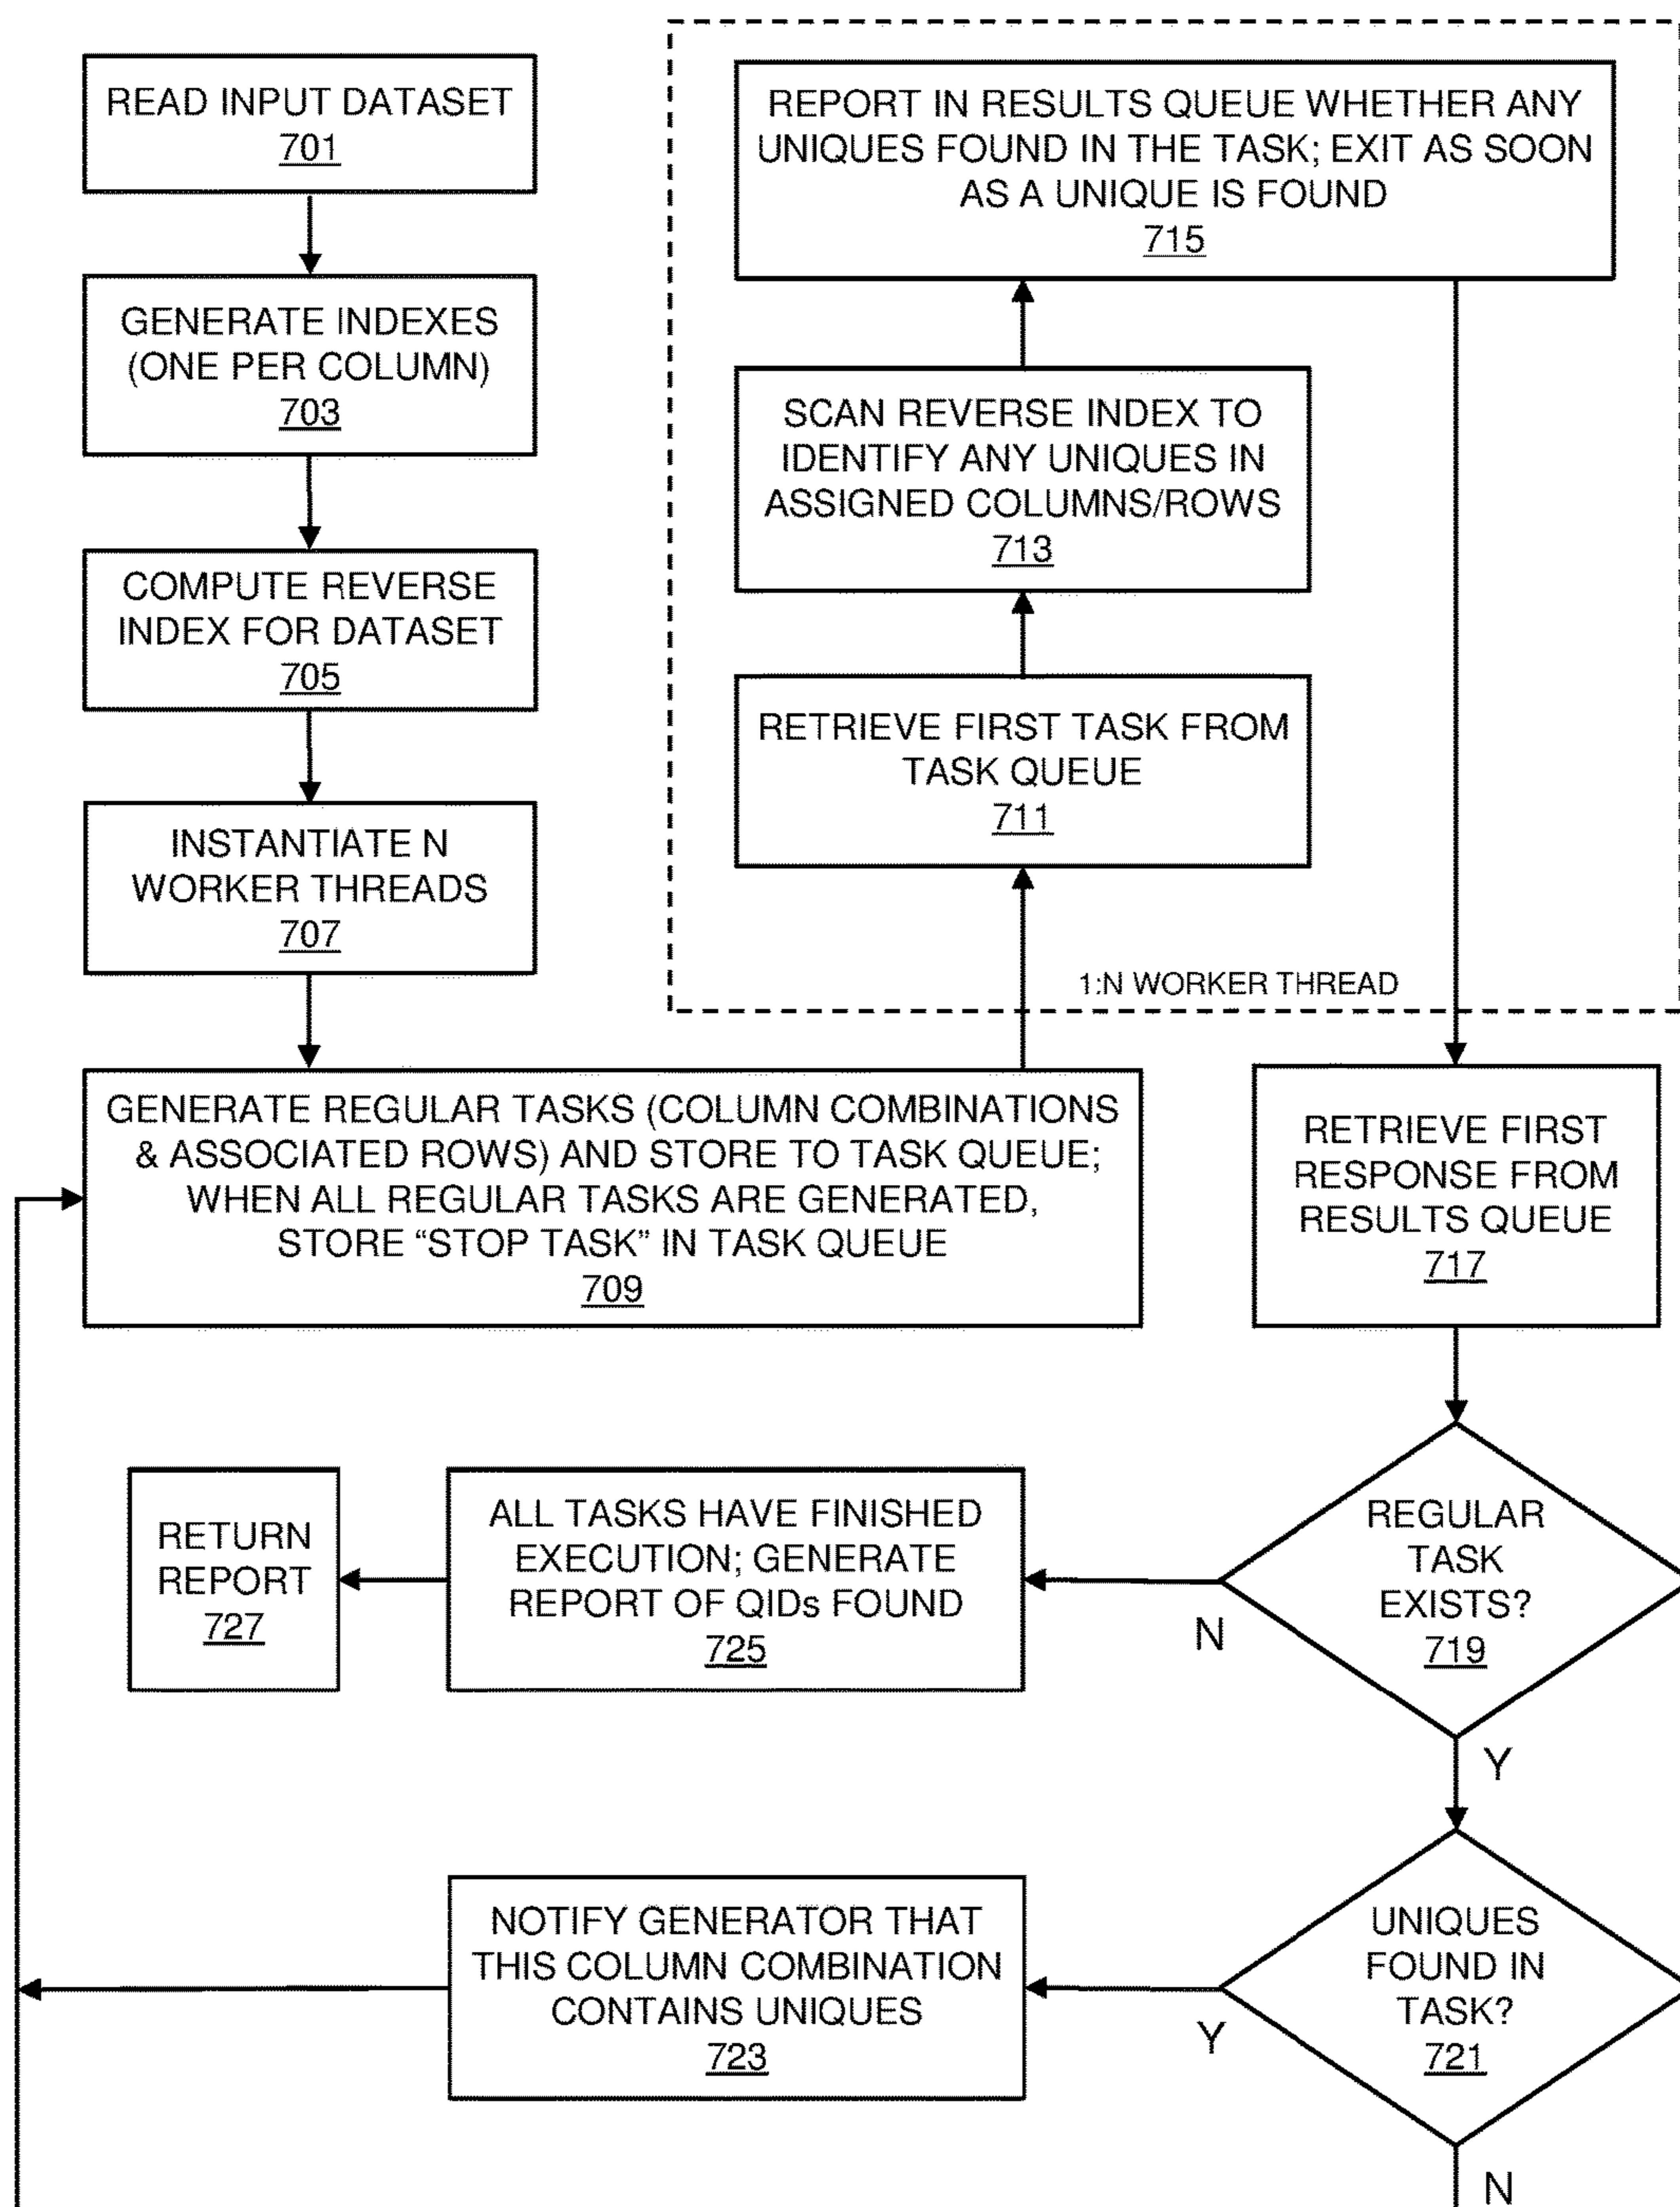 READ INPUT DATASET
701
GENERATE INDEXES
(ONE PER COLUMN)
703
COMPUTE REVERSE
INDEX FOR DATASET
705
INSTANTIATE N
WORKER THREADS
707
GENERATE REGULAR TASKS (COLUMN COMBINATIONS
& ASSOCIATED ROWS) AND STORE TO TASK QUEUE;
WHEN ALL REGULAR TASKS ARE GENERATED,
STORE “STOP TASK” IN TASK QUEUE
709
RETRIEVE FIRST TASK FROM
TASK QUEUE
711
SCAN REVERSE INDEX TO
IDENTIFY ANY UNIQUES IN
ASSIGNED COLUMNS/ROWS
713
REPORT IN RESULTS QUEUE WHETHER ANY
UNIQUES FOUND IN THE TASK; EXIT AS SOON
AS A UNIQUE IS FOUND
715
1:N WORKER THREAD
RETRIEVE FIRST
RESPONSE FROM
RESULTS QUEUE
717
REGULAR
TASK
EXISTS?
719
N
Y
ALL TASKS HAVE FINISHED
EXECUTION; GENERATE
REPORT OF QIDs FOUND
725
RETURN
REPORT
727
UNIQUES
FOUND IN
TASK?
721
Y
N
NOTIFY GENERATOR THAT
THIS COLUMN COMBINATION
CONTAINS UNIQUES
723